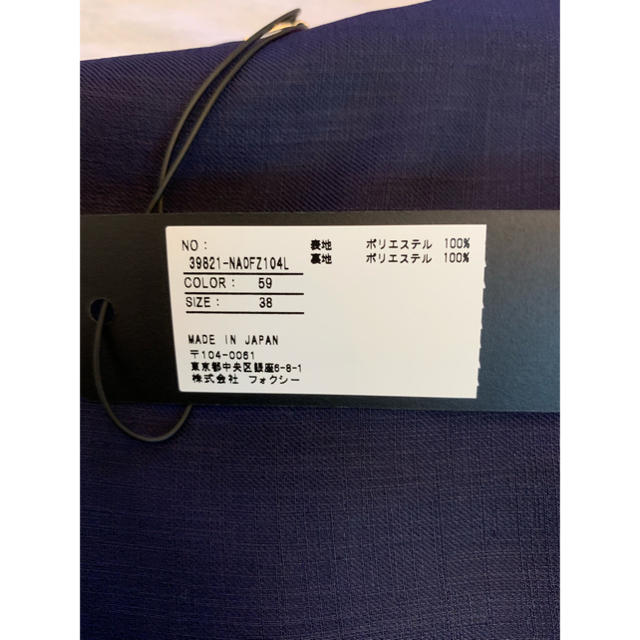 NO:
39821-NAOFZ104L
COLOR: 59
SIZE: 38
MADE IN JAPAN
〒104-0061
東京都中央区銀座6-8-1
株式会社 フォクシー
表地 ポリエステル 100%
裏地 ポリエステル 100%